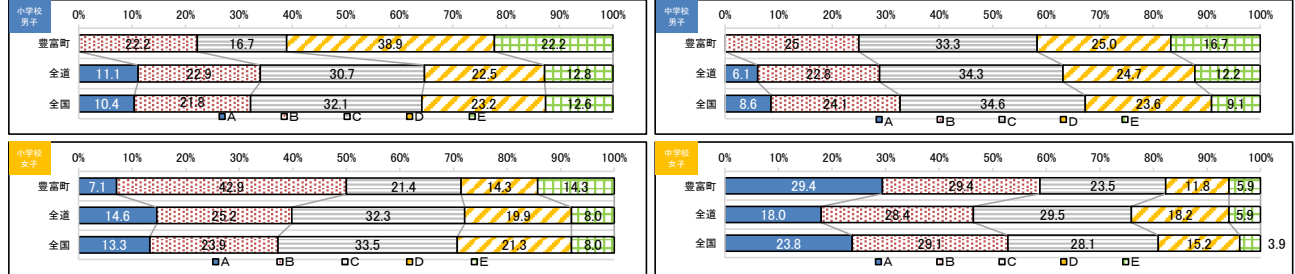 小学校
男子
0% 10% 20% 30% 40% 50% 60% 70% 80% 90% 100%
豊富町 22.2 16.7 38.9 22.2
全道 11.1 22.9 30.7 22.5 12.8
全国 10.4 21.8 32.1 23.2 12.6
A B C D E
中学校
男子
0% 10% 20% 30% 40% 50% 60% 70% 80% 90% 100%
豊富町 25 33.3 25.0 16.7
全道 6.1 22.8 34.3 24.7 12.2
全国 8.6 24.1 34.6 23.6 9.1
A B C D E
小学校
女子
0% 10% 20% 30% 40% 50% 60% 70% 80% 90% 100%
豊富町 7.1 42.9 21.4 14.3 14.3
全道 14.6 25.2 32.3 19.9 8.0
全国 13.3 23.9 33.5 21.3 8.0
A B C D E
中学校
女子
0% 10% 20% 30% 40% 50% 60% 70% 80% 90% 100%
豊富町 29.4 29.4 23.5 11.8 5.9
全道 18.0 28.4 29.5 18.2 5.9
全国 23.8 29.1 28.1 15.2 3.9
A B C D E